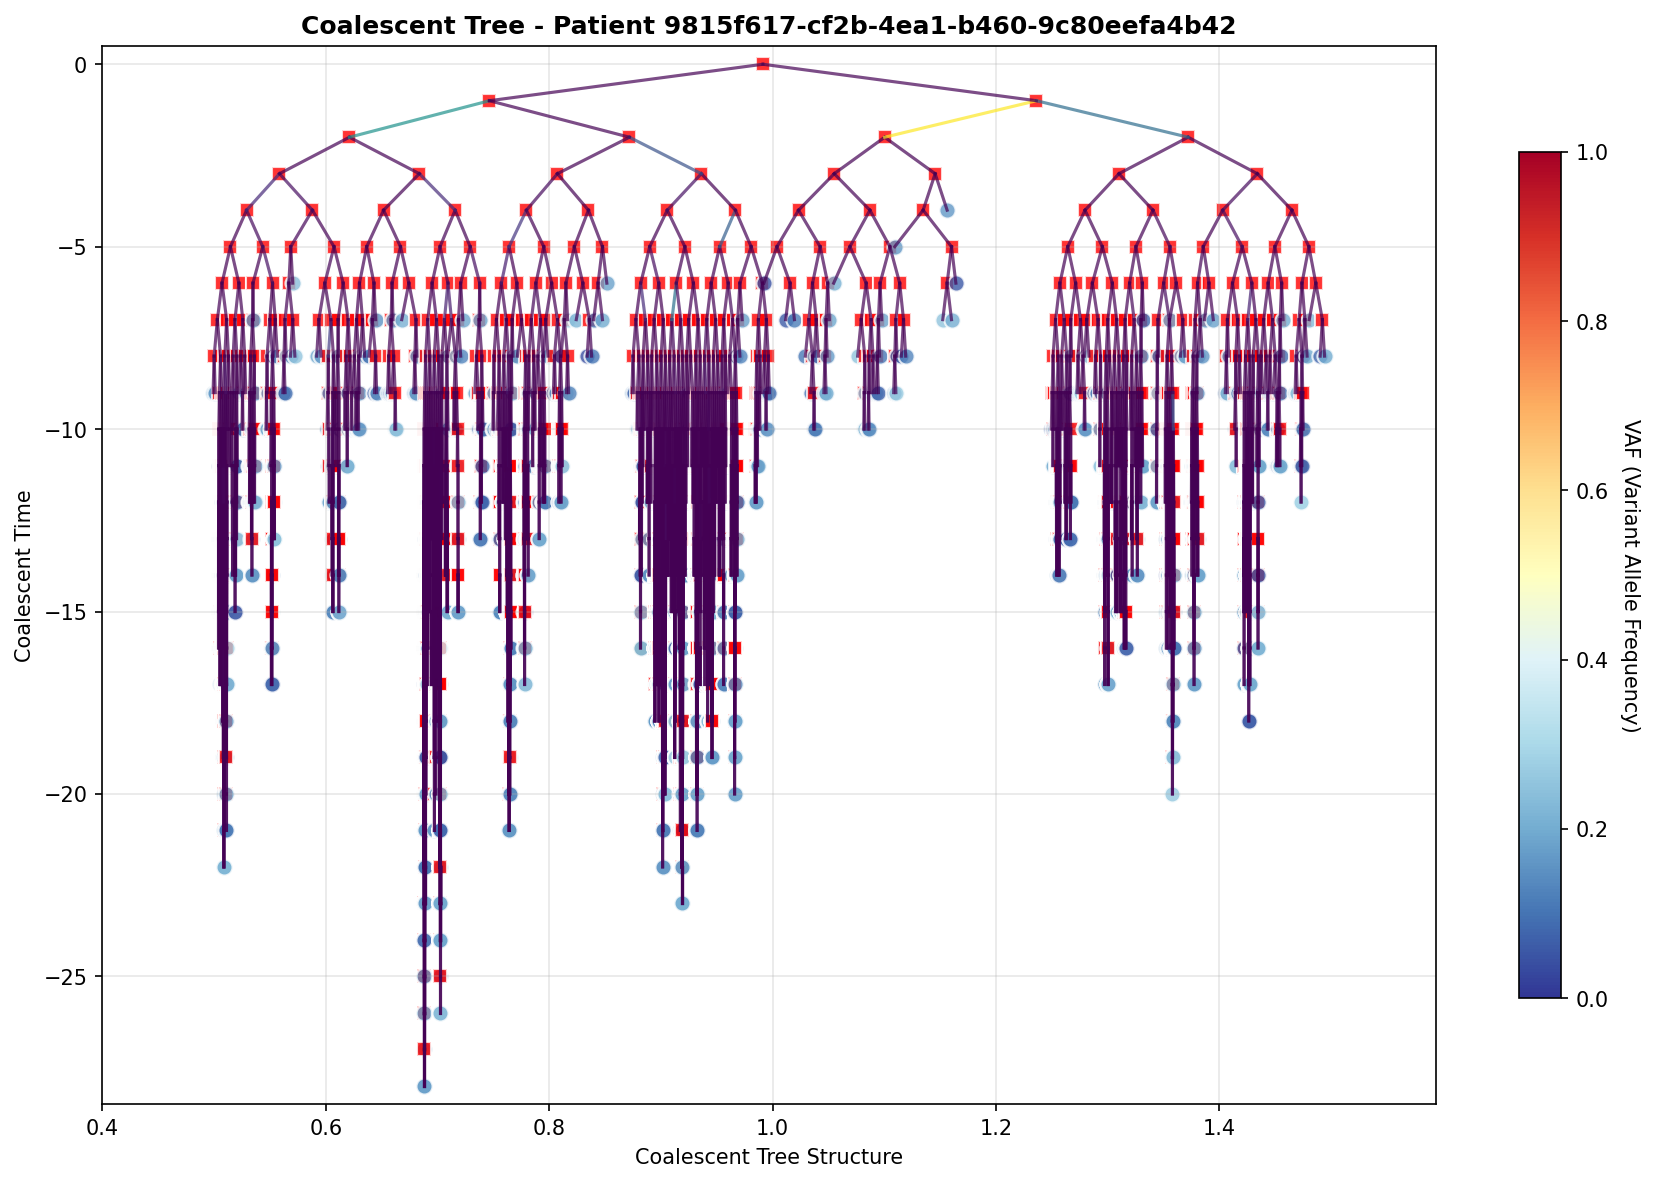 Coalescent Tree - Patient 9815f617-cf2b-4ea1-b460-9c80eefa4b42
0
−5
−10
−15
−20
−25
Coalescent Time
0.4 0.6 0.8 1.0 1.2 1.4
Coalescent Tree Structure
1.0
0.8
0.6
0.4
0.2
0.0
VAF (Variant Allele Frequency)